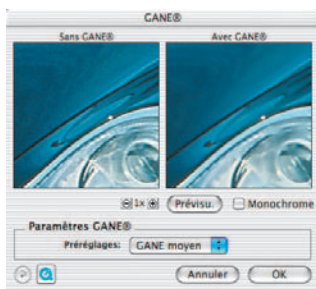 GANE®
Sans GANE® Avec GANE®
1x Prévisu. Monochrome
Paramètres GANE®
Préréglages: GANE moyen
Annuler OK